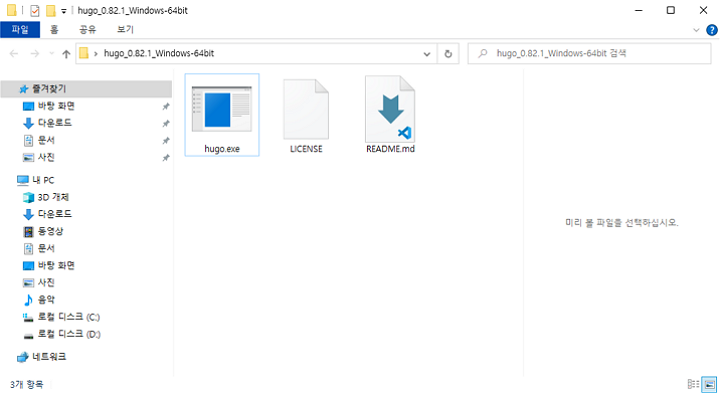 hugo_0.82.1_Windows-64bit
파일 홈 공유 보기
hugo_0.82.1_Windows-64bit
hugo_0.82.1_Windows-64bit 검색
즐겨찾기
바탕 화면
다운로드
문서
사진
내 PC
3D 개체
다운로드
동영상
문서
바탕 화면
사진
음악
로컬 디스크 (C:)
로컬 디스크 (D:)
네트워크
hugo.exe
LICENSE
README.md
미리 볼 파일을 선택하십시오.
3개 항목